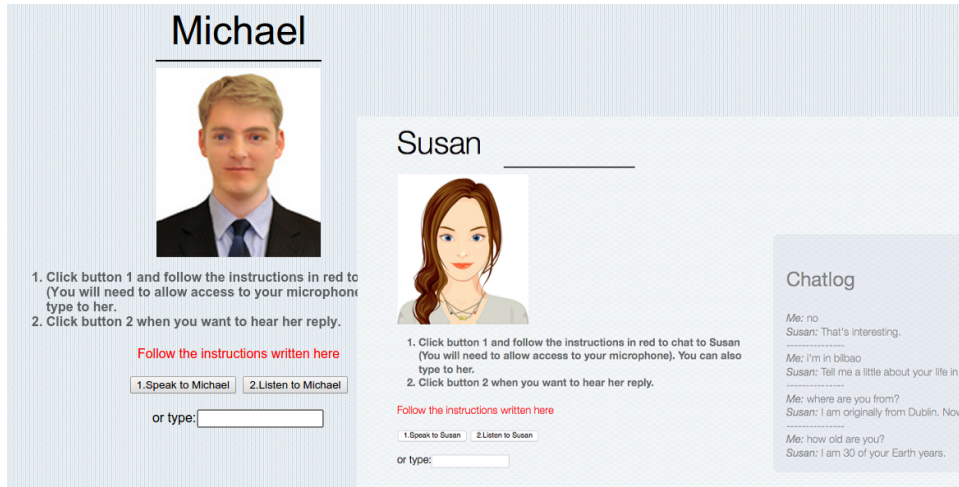 Michael
1. Click button 1 and follow the instructions in red to
(You will need to allow access to your microphone
type to her.
2. Click button 2 when you want to hear her reply.
Follow the instructions written here
1.Speak to Michael
2.Listen to Michael
or type:
Susan
1. Click button 1 and follow the instructions in red to chat to Susan
(You will need to allow access to your microphone). You can also
type to her.
2. Click button 2 when you want to hear her reply.
Follow the instructions written here
1.Speak to Susan
2.Listen to Susan
or type:
Chatlog
Me: no
Susan: That's interesting.
---------------
Me: i'm in bilbao
Susan: Tell me a little about your life in
---------------
Me: where are you from?
Susan: I am originally from Dublin. Now
---------------
Me: how old are you?
Susan: I am 30 of your Earth years.